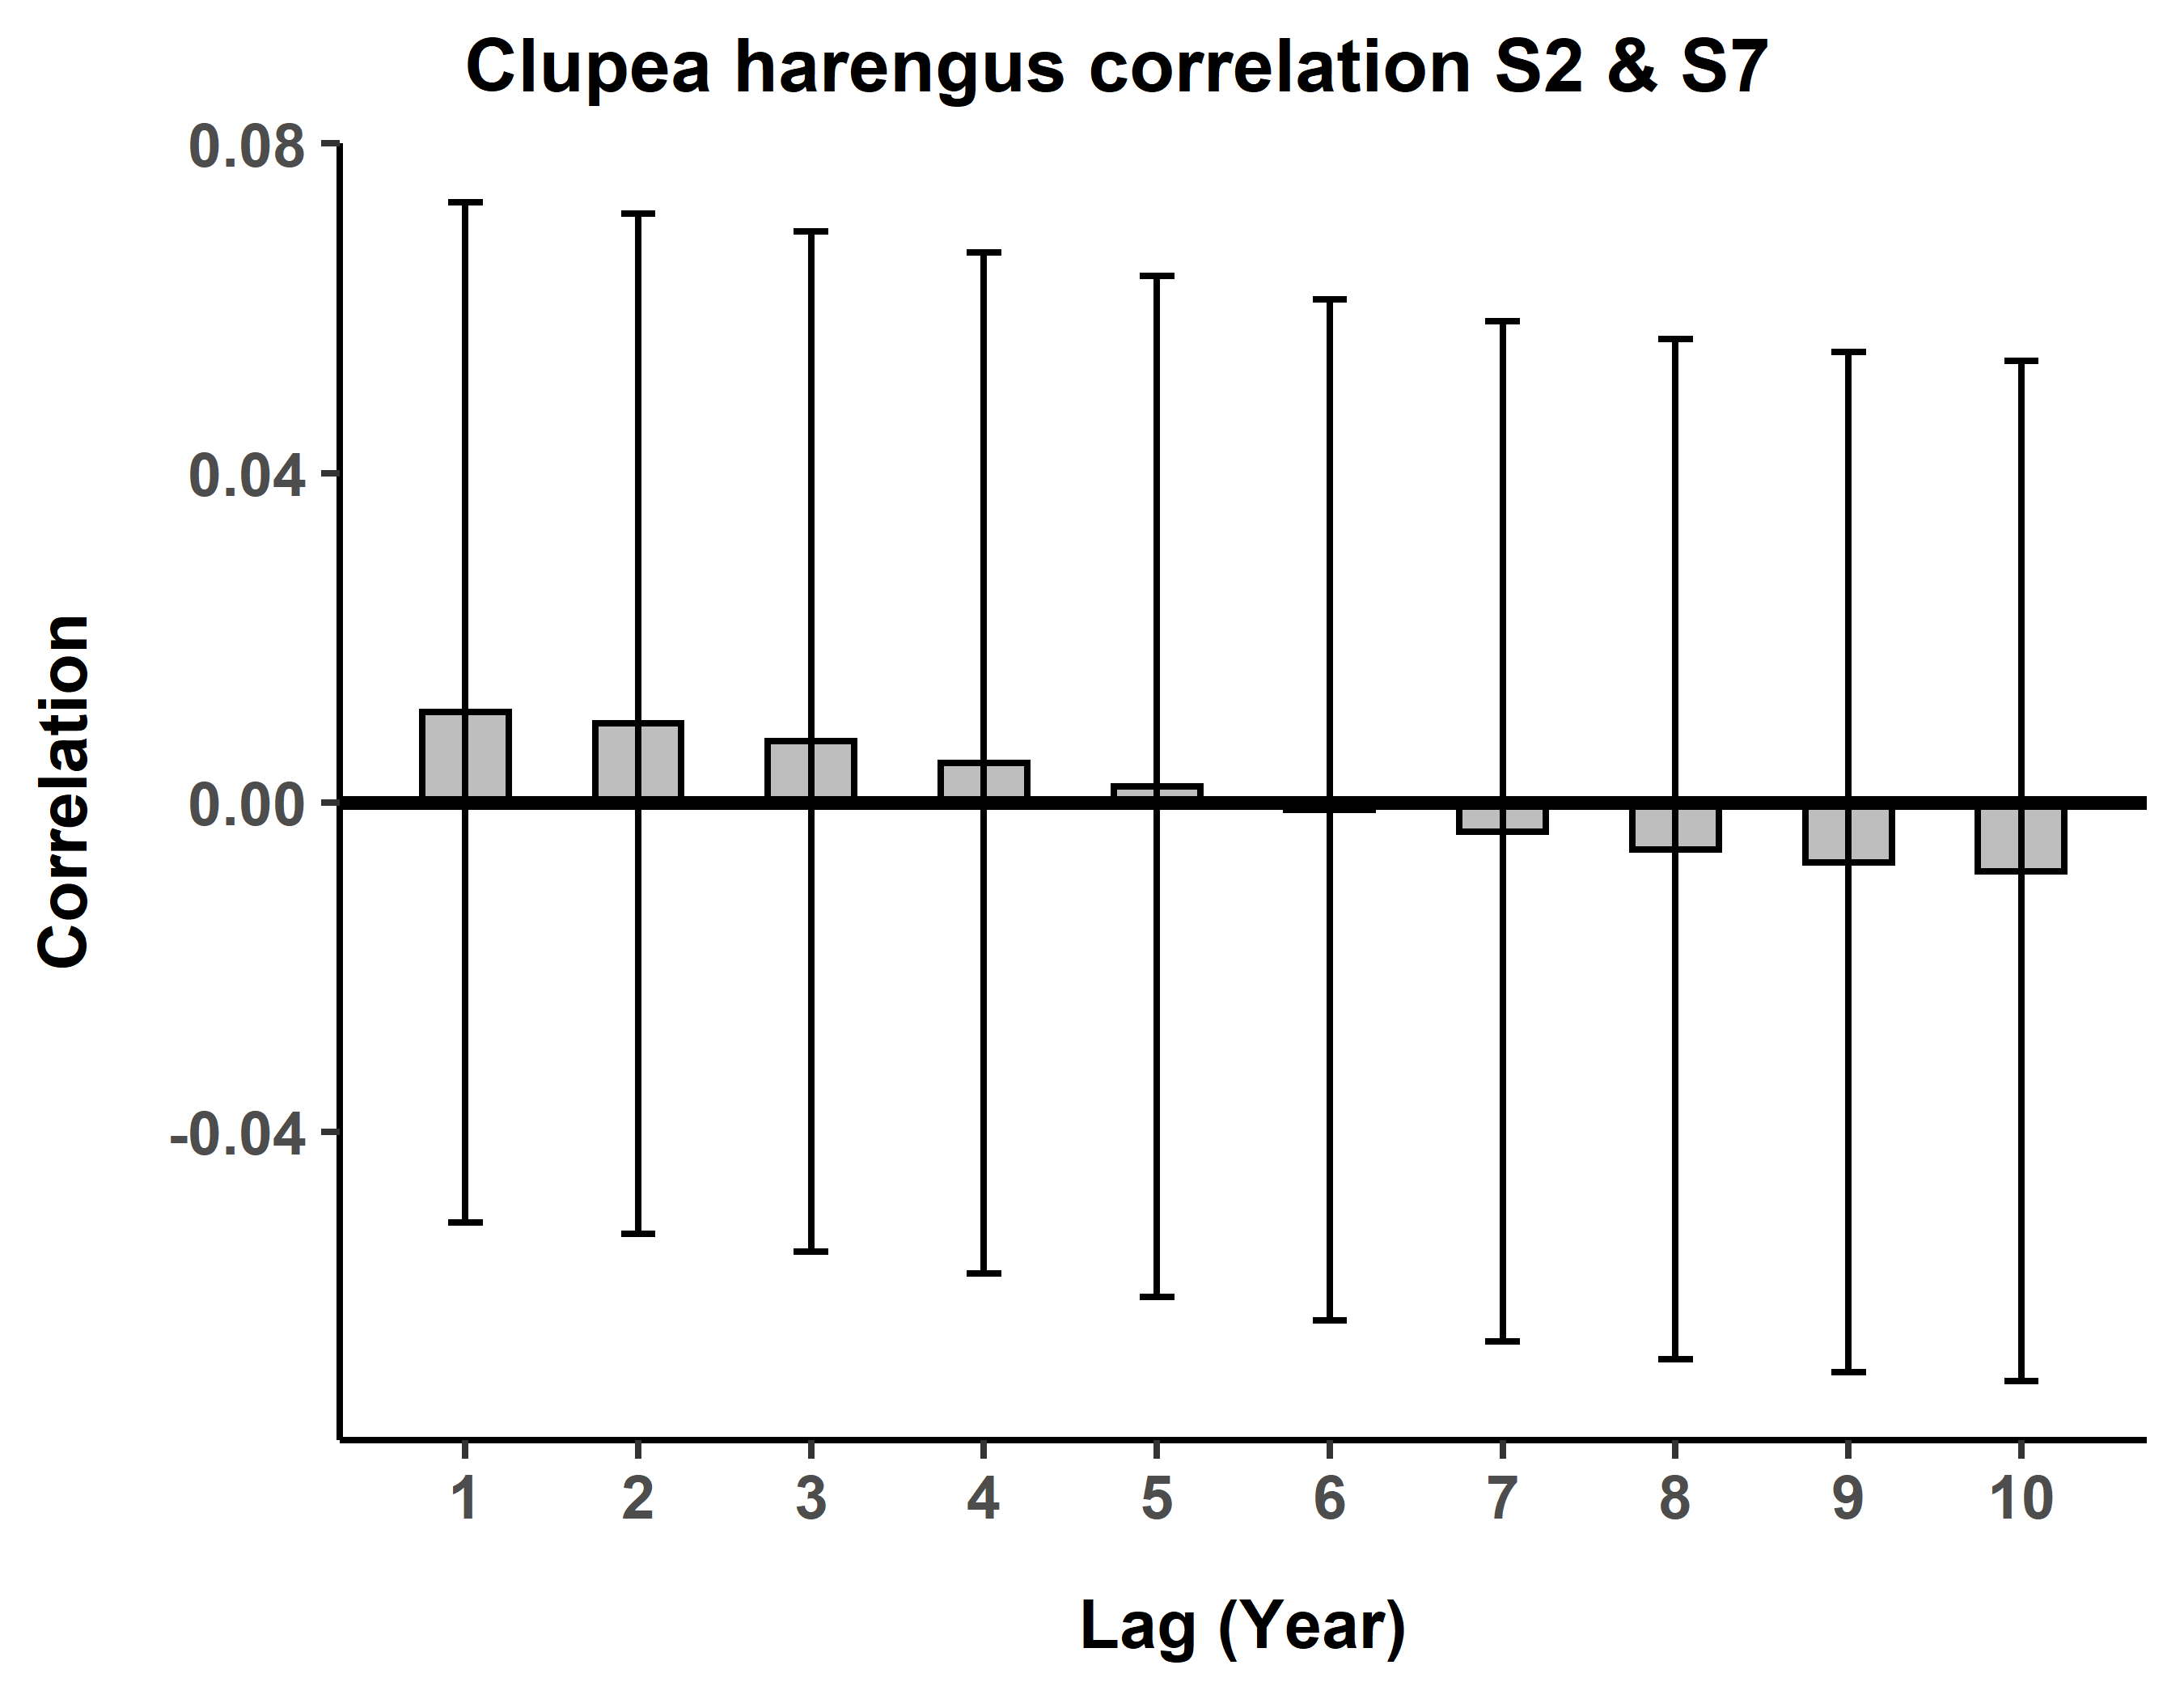 Clupea harengus correlation S2 & S7
0.08
0.04
0.00
-0.04
Correlation
1 2 3 4 5 6 7 8 9 10
Lag (Year)